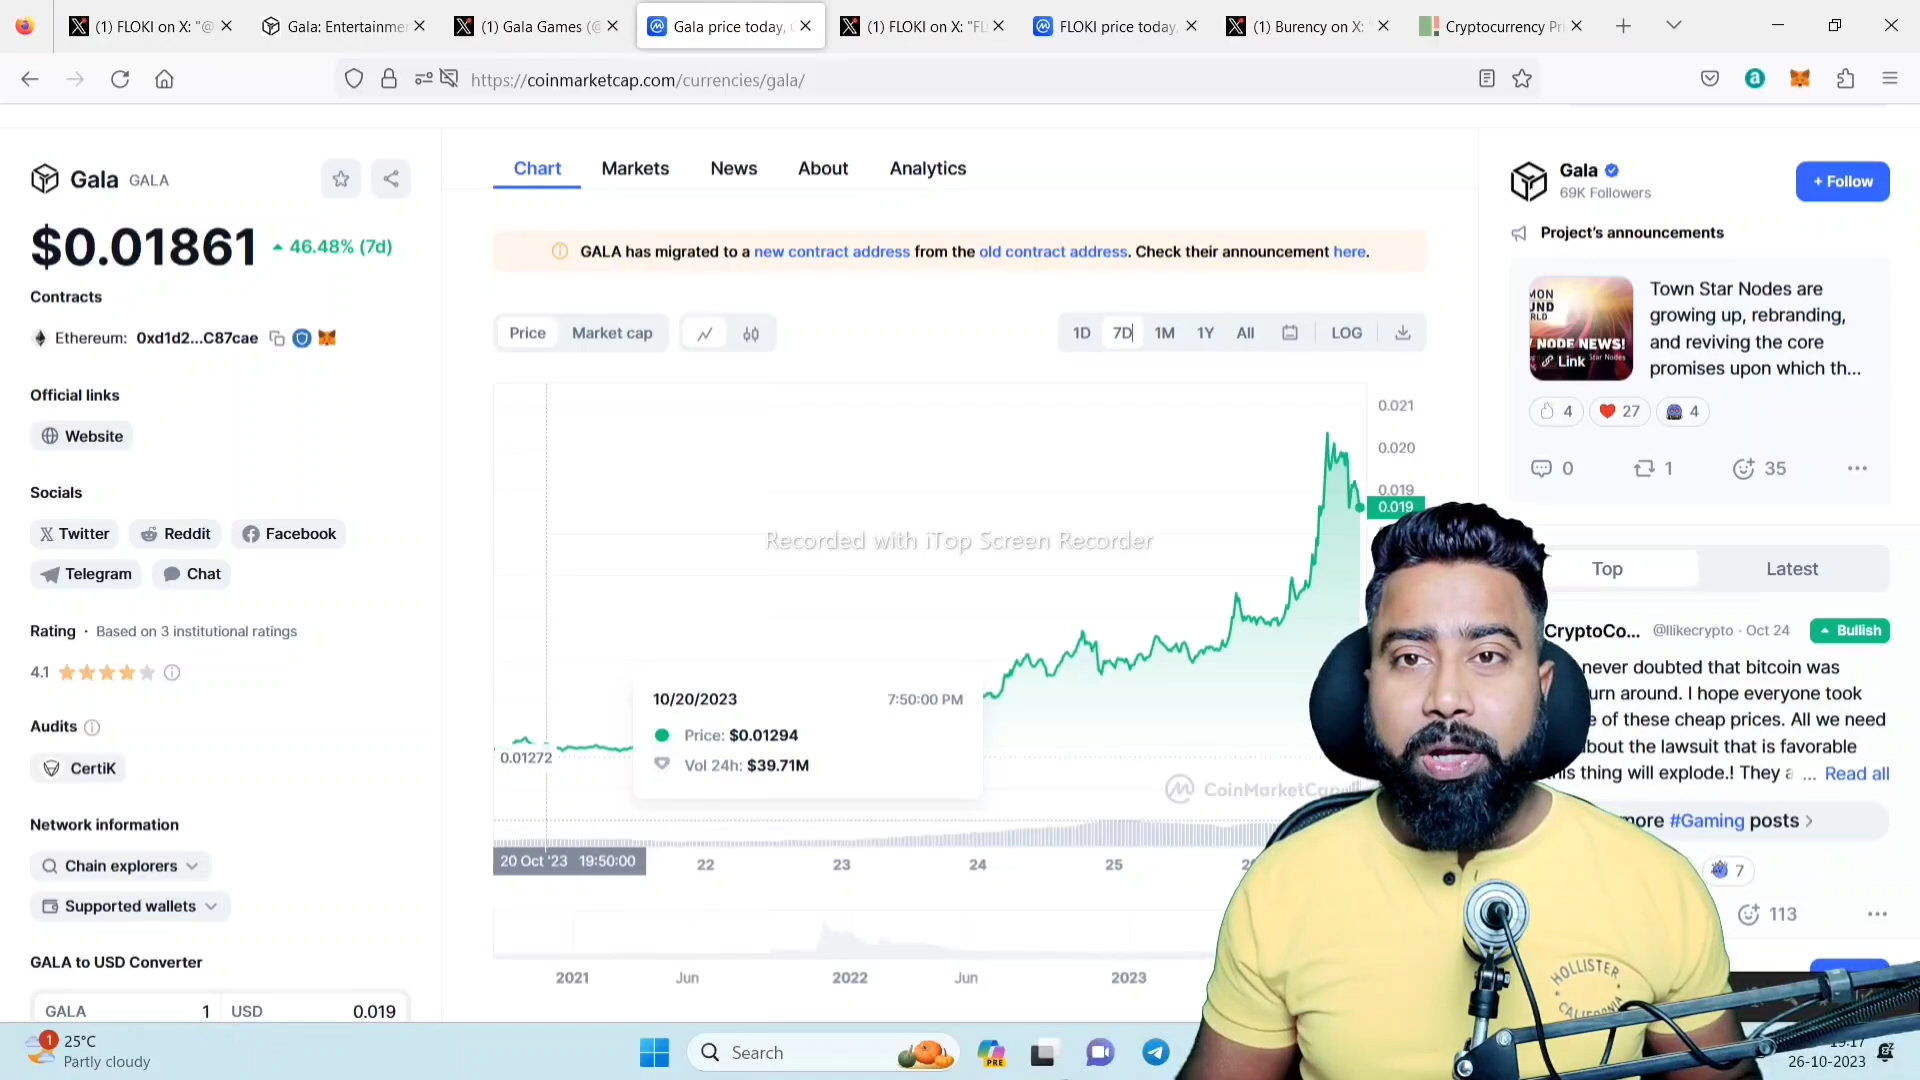 (1) FLOKI on X: "@
Gala: Entertainme
(1) Gala Games (@
Gala price today,
(1) FLOKI on X: "FL
FLOKI price today,
(1) Burency on X:
Cryptocurrency Pri
https://coinmarketcap.com/currencies/gala/
Gala GALA
$0.01861 46.48% (7d)
Contracts
Ethereum: 0xd1d2...C87cae
Official links
Website
Socials
Twitter Reddit Facebook
Telegram Chat
Rating · Based on 3 institutional ratings
4.1
Audits
CertiK
Network information
Chain explorers
Supported wallets
GALA to USD Converter
GALA 1 USD 0.019
Chart Markets News About Analytics
GALA has migrated to a new contract address from the old contract address. Check their announcement here.
Price Market cap
1D 7D 1M 1Y All LOG
0.021
0.020
0.019
0.019
Recorded with iTop Screen Recorder
10/20/2023 7:50:00 PM
Price: $0.01294
Vol 24h: $39.71M
0.01272
CoinMarketCap
20 Oct '23 19:50:00 22 23 24 25
2021 Jun 2022 Jun 2023
Gala
69K Followers
+ Follow
Project's announcements
NODE NEWS!
Star Nodes
Link
Town Star Nodes are
growing up, rebranding,
and reviving the core
promises upon which th...
4 27 4
0 1 35
Top Latest
CryptoCo... @llikecrypto · Oct 24 Bullish
never doubted that bitcoin was
urn around. I hope everyone took
e of these cheap prices. All we need
bout the lawsuit that is favorable
his thing will explode.! They a ... Read all
more #Gaming posts
7
113
HOLLISTER
CALIFORNIA
1
25°C
Partly cloudy
Search
PRE
26-10-2023